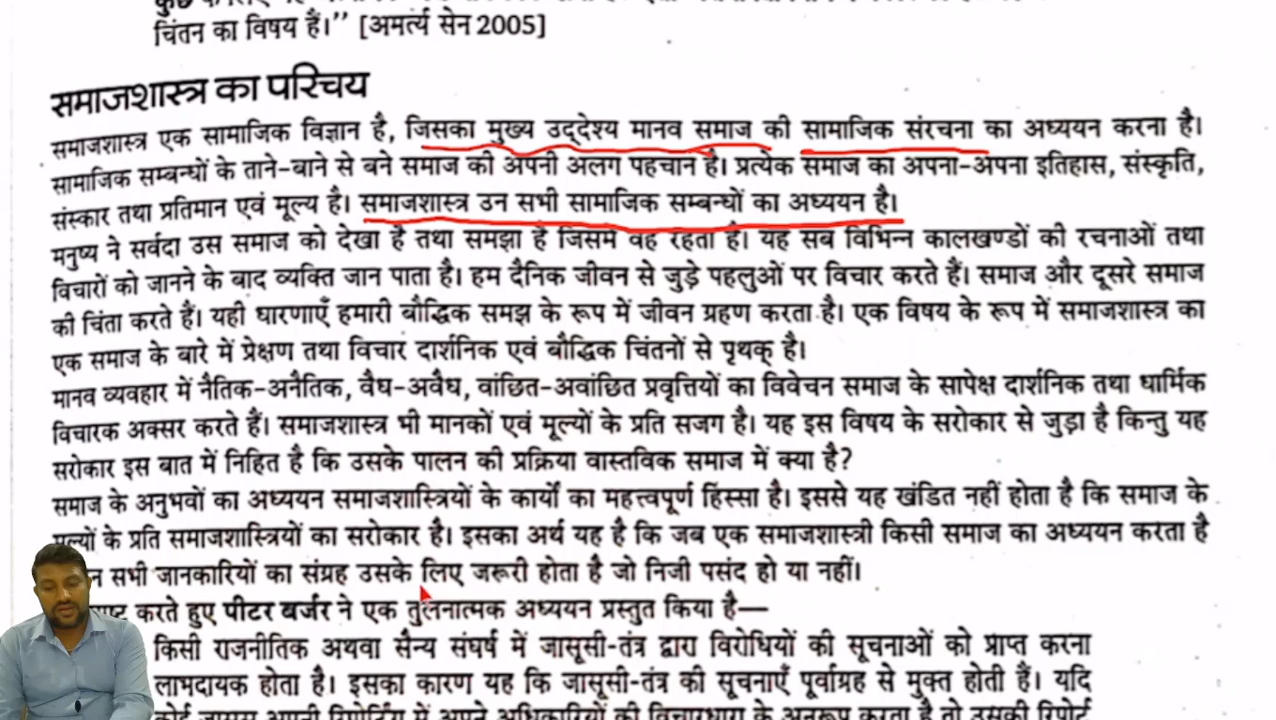 चिंतन का विषय हैं।’’ [अमर्त्य सेन 2005]
समाजशास्त्र का परिचय
समाजशास्त्र एक सामाजिक विज्ञान है, जिसका मुख्य उद्देश्य मानव समाज की सामाजिक संरचना का अध्ययन करना है।
सामाजिक सम्बन्धों के ताने–बाने से बने समाज की अपनी अलग पहचान है। प्रत्येक समाज का अपना–अपना इतिहास, संस्कृति,
संस्कार तथा प्रतिमान एवं मूल्य है। समाजशास्त्र उन सभी सामाजिक सम्बन्धों का अध्ययन है।
मनुष्य ने सर्वदा उस समाज को देखा है तथा समझा है जिसमें वह रहता है। यह सब विभिन्न कालखण्डों की रचनाओं तथा
विचारों को जानने के बाद व्यक्ति जान पाता है। हम दैनिक जीवन से जुड़े पहलुओं पर विचार करते हैं। समाज और दूसरे समाज
की चिंता करते हैं। यही धारणाएँ हमारी बौद्धिक समझ के रूप में जीवन ग्रहण करता है। एक विषय के रूप में समाजशास्त्र का
एक समाज के बारे में प्रेक्षण तथा विचार दार्शनिक एवं बौद्धिक चिंतनों से पृथक् है।
मानव व्यवहार में नैतिक–अनैतिक, वैध–अवैध, वांछित–अवांछित प्रवृत्तियों का विवेचन समाज के सापेक्ष दार्शनिक तथा धार्मिक
विचारक अक्सर करते हैं। समाजशास्त्र भी मानकों एवं मूल्यों के प्रति सजग है। यह इस विषय के सरोकार से जुड़ा है किन्तु यह
सरोकार इस बात में निहित है कि उसके पालन की प्रक्रिया वास्तविक समाज में क्या है?
समाज के अनुभवों का अध्ययन समाजशास्त्रियों के कार्यों का महत्त्वपूर्ण हिस्सा है। इससे यह खंडित नहीं होता है कि समाज के
मूल्यों के प्रति समाजशास्त्रियों का सरोकार है। इसका अर्थ यह है कि जब एक समाजशास्त्री किसी समाज का अध्ययन करता है
सभी जानकारियों का संग्रह उसके लिए जरूरी होता है जो निजी पसंद हो या नहीं।
करते हुए पीटर बर्जर ने एक तुलनात्मक अध्ययन प्रस्तुत किया है—
किसी राजनीतिक अथवा सैन्य संघर्ष में जासूसी-तंत्र द्वारा विरोधियों की सूचनाओं को प्राप्त करना
लाभदायक होता है। इसका कारण यह कि जासूसी-तंत्र की सूचनाएँ पूर्वाग्रह से मुक्त होती हैं। यदि
कोई जासूस अपनी रिपोर्टिंग में अपने अधिकारियों की विचारधारा के अनुरूप करता है तो उसकी रिपोर्ट